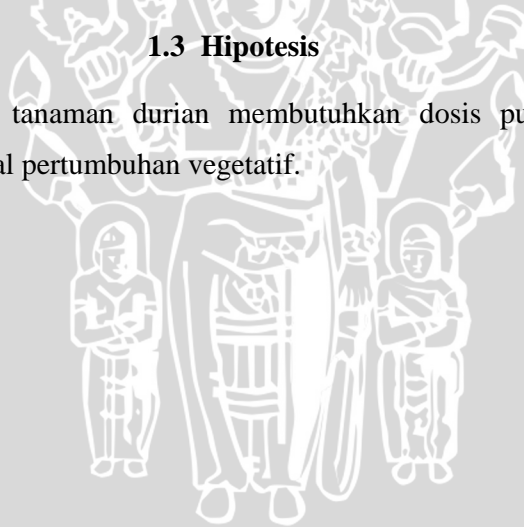 1.3 Hipotesis
tanaman durian membutuhkan dosis
pertumbuhan vegetatif.